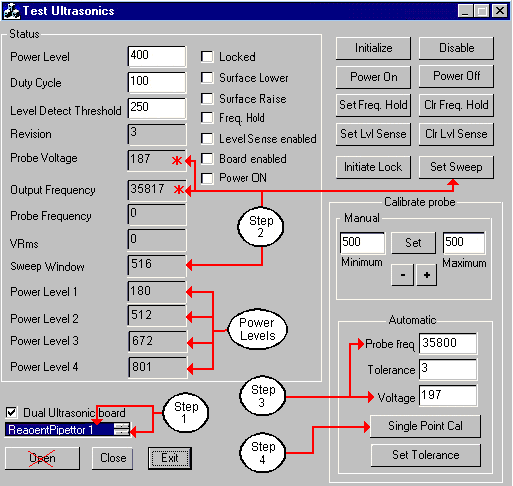 Test Ultrasonics
Status
Power Level 400
Duty Cycle 100
Level Detect Threshold 250
Revision 3
Probe Voltage 187 *
Output Frequency 35817 *
Probe Frequency 0
VRms 0
Sweep Window 516
Power Level 1 180
Power Level 2 512
Power Level 3 672
Power Level 4 801
Locked
Surface Lower
Surface Raise
Freq. Hold
Level Sense enabled
Board enabled
Power ON
Step 2
Power Levels
Initialize Disable
Power On Power Off
Set Freq. Hold Clr Freq. Hold
Set Lvl Sense Clr Lvl Sense
Initiate Lock Set Sweep
Calibrate probe
Manual
500 Set 500
Minimum - + Maximum
Automatic
Probe freq 35800
Tolerance 3
Voltage 197
Single Point Cal
Set Tolerance
Step 3
Step 4
Dual Ultrasonic board
ReaoentPipettor 1
Step 1
Open Close Exit